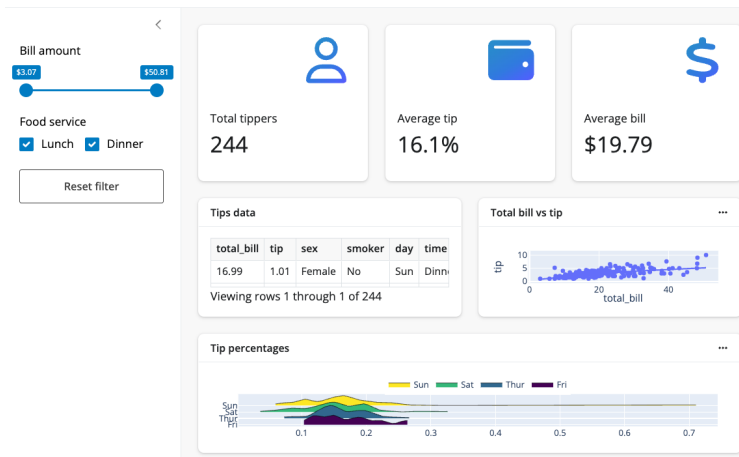 Bill amount
$3.07 $50.81
Food service
Lunch Dinner
Reset filter
Total tippers
244
Average tip
16.1%
Average bill
$19.79
Tips data
total_bill tip sex smoker day time
16.99 1.01 Female No Sun Dinn
Viewing rows 1 through 1 of 244
Total bill vs tip
10
5
0
tip
0 20 40
total_bill
Tip percentages
Sun Sat Thur Fri
Sun
Sat
Thur
Fri
0.1 0.2 0.3 0.4 0.5 0.6 0.7